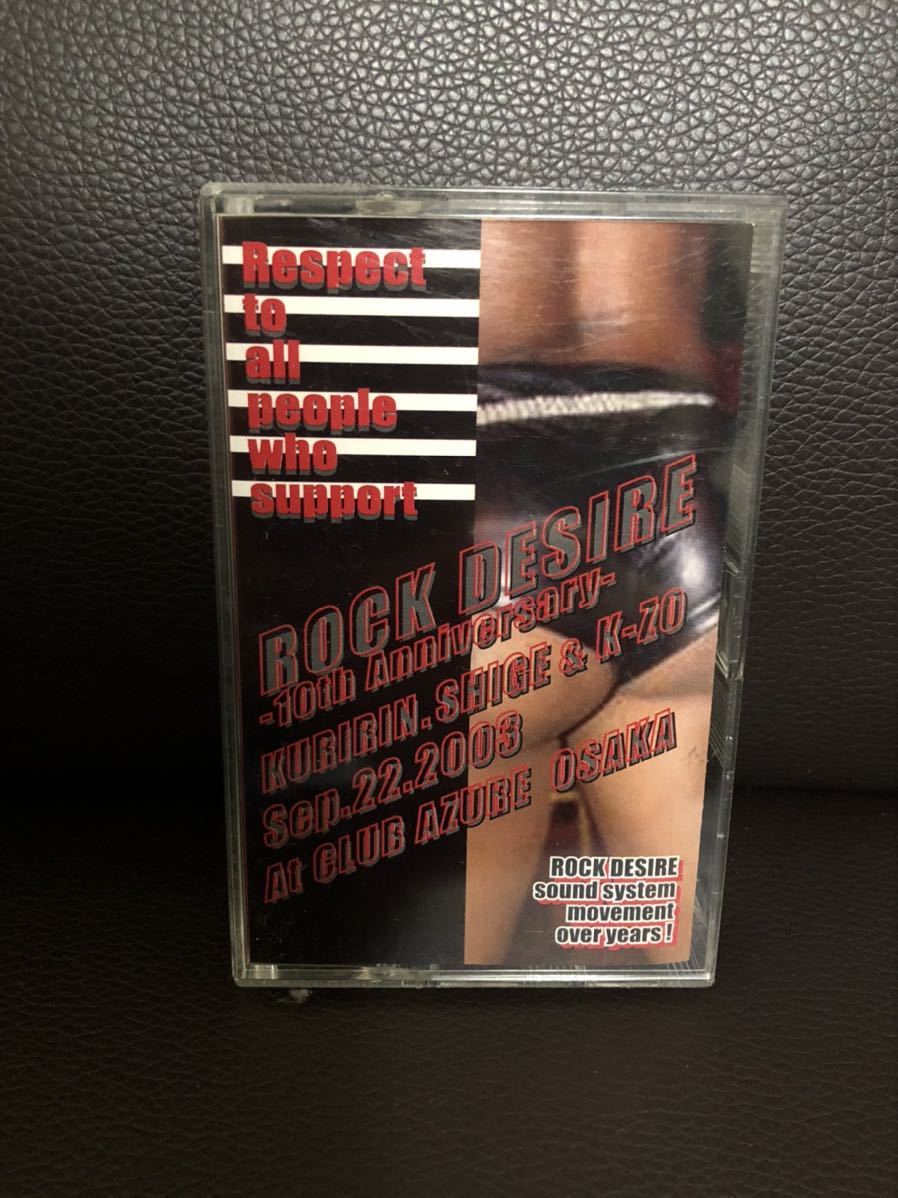 Respect
to
all
people
who
support
ROCK DESIRE
-10th Anniversary-
KURIRIN. SHIGE & K-ZO
Sep.22.2003
At CLUB AZURE OSAKA
ROCK DESIRE
sound system
movement
over years !